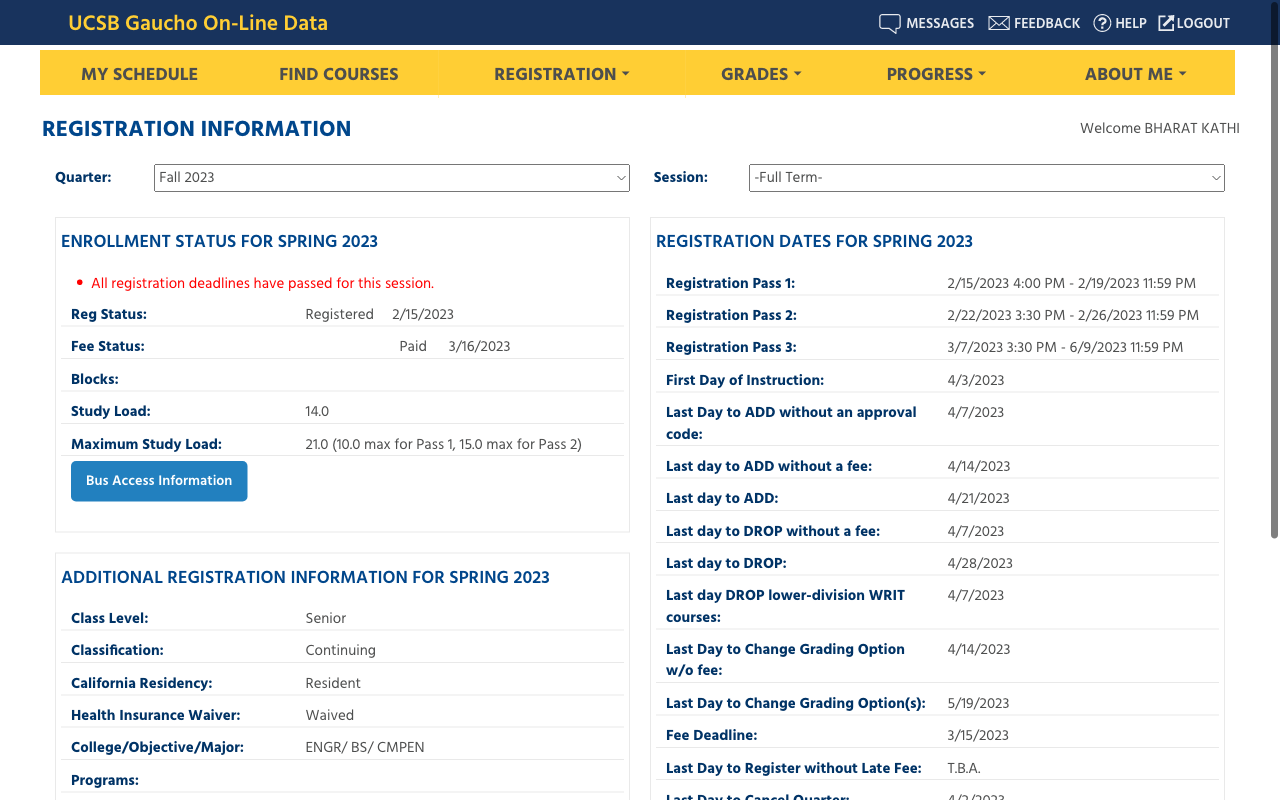 UCSB Gaucho On-Line Data
MESSAGES FEEDBACK HELP LOGOUT
MY SCHEDULE FIND COURSES REGISTRATION GRADES PROGRESS ABOUT ME
REGISTRATION INFORMATION
Welcome BHARAT KATHI
Quarter: Fall 2023
Session: -Full Term-
ENROLLMENT STATUS FOR SPRING 2023
All registration deadlines have passed for this session.
Reg Status: Registered 2/15/2023
Fee Status: Paid 3/16/2023
Blocks:
Study Load: 14.0
Maximum Study Load: 21.0 (10.0 max for Pass 1, 15.0 max for Pass 2)
Bus Access Information
ADDITIONAL REGISTRATION INFORMATION FOR SPRING 2023
Class Level: Senior
Classification: Continuing
California Residency: Resident
Health Insurance Waiver: Waived
College/Objective/Major: ENGR/ BS/ CMPEN
Programs:
REGISTRATION DATES FOR SPRING 2023
Registration Pass 1: 2/15/2023 4:00 PM - 2/19/2023 11:59 PM
Registration Pass 2: 2/22/2023 3:30 PM - 2/26/2023 11:59 PM
Registration Pass 3: 3/7/2023 3:30 PM - 6/9/2023 11:59 PM
First Day of Instruction: 4/3/2023
Last Day to ADD without an approval 4/7/2023
code:
Last day to ADD without a fee: 4/14/2023
Last day to ADD: 4/21/2023
Last day to DROP without a fee: 4/7/2023
Last day to DROP: 4/28/2023
Last day DROP lower-division WRIT 4/7/2023
courses:
Last Day to Change Grading Option 4/14/2023
w/o fee:
Last Day to Change Grading Option(s): 5/19/2023
Fee Deadline: 3/15/2023
Last Day to Register without Late Fee: T.B.A.
Last Day to Cancel Quarter: 4/2/2023